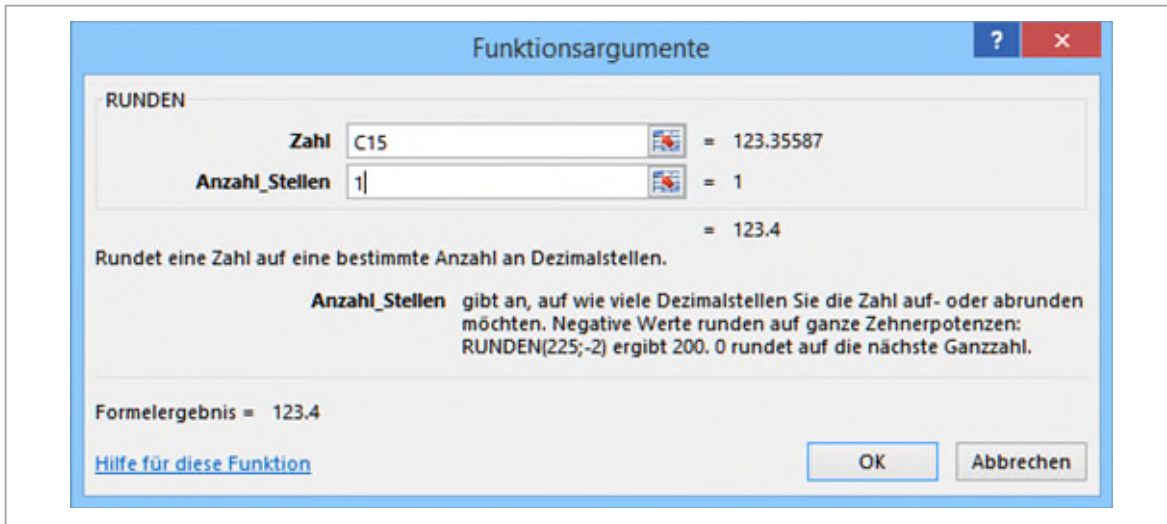 Funktionsargumente
?
RUNDEN
Zahl C15 = 123.35587
Anzahl_Stellen 1 = 1
= 123.4
Rundet eine Zahl auf eine bestimmte Anzahl an Dezimalstellen.
Anzahl_Stellen gibt an, auf wie viele Dezimalstellen Sie die Zahl auf- oder abrunden
möchten. Negative Werte runden auf ganze Zehnerpotenzen:
RUNDEN(225;-2) ergibt 200. 0 rundet auf die nächste Ganzzahl.
Formelergebnis = 123.4
Hilfe für diese Funktion OK Abbrechen